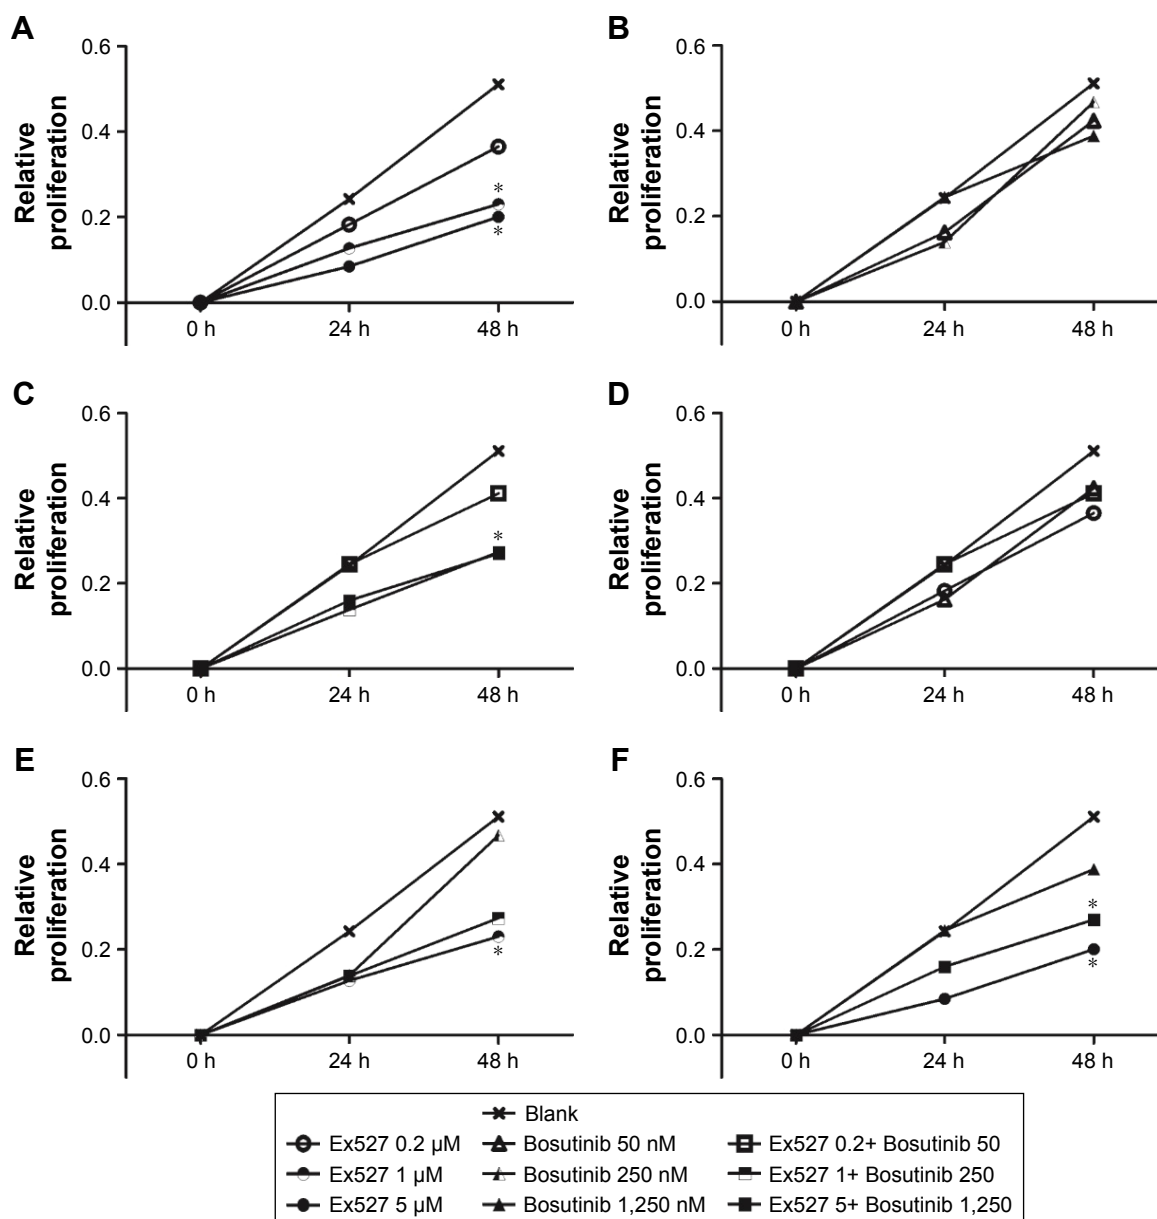 A
B
Relative proliferation
0.6
0.4
0.2
0.0
*
*
0 h 24 h 48 h
Relative proliferation
0.6
0.4
0.2
0.0
0 h 24 h 48 h
C
D
Relative proliferation
0.6
0.4
0.2
0.0
*
0 h 24 h 48 h
Relative proliferation
0.6
0.4
0.2
0.0
0 h 24 h 48 h
E
F
Relative proliferation
0.6
0.4
0.2
0.0
*
0 h 24 h 48 h
Relative proliferation
0.6
0.4
0.2
0.0
*
*
0 h 24 h 48 h
Blank
Ex527 0.2 µM Bosutinib 50 nM Ex527 0.2+ Bosutinib 50
Ex527 1 µM Bosutinib 250 nM Ex527 1+ Bosutinib 250
Ex527 5 µM Bosutinib 1,250 nM Ex527 5+ Bosutinib 1,250